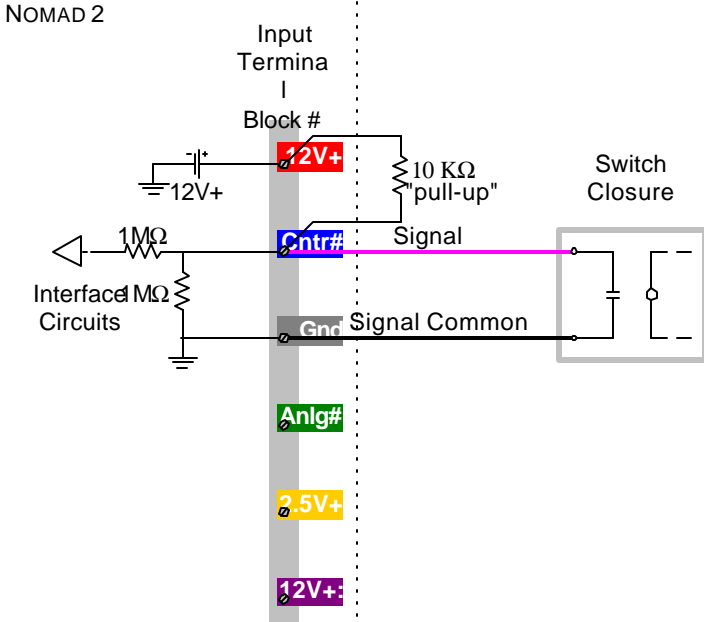 NOMAD 2
Input
Termina
l
Block #
12V+
12V+
10 KΩ
"pull-up"
Switch
Closure
Cntr#
Signal
1MΩ
Interface
1MΩ
Circuits
Gnd
Signal Common
Anlg#
2.5V+
12V+: